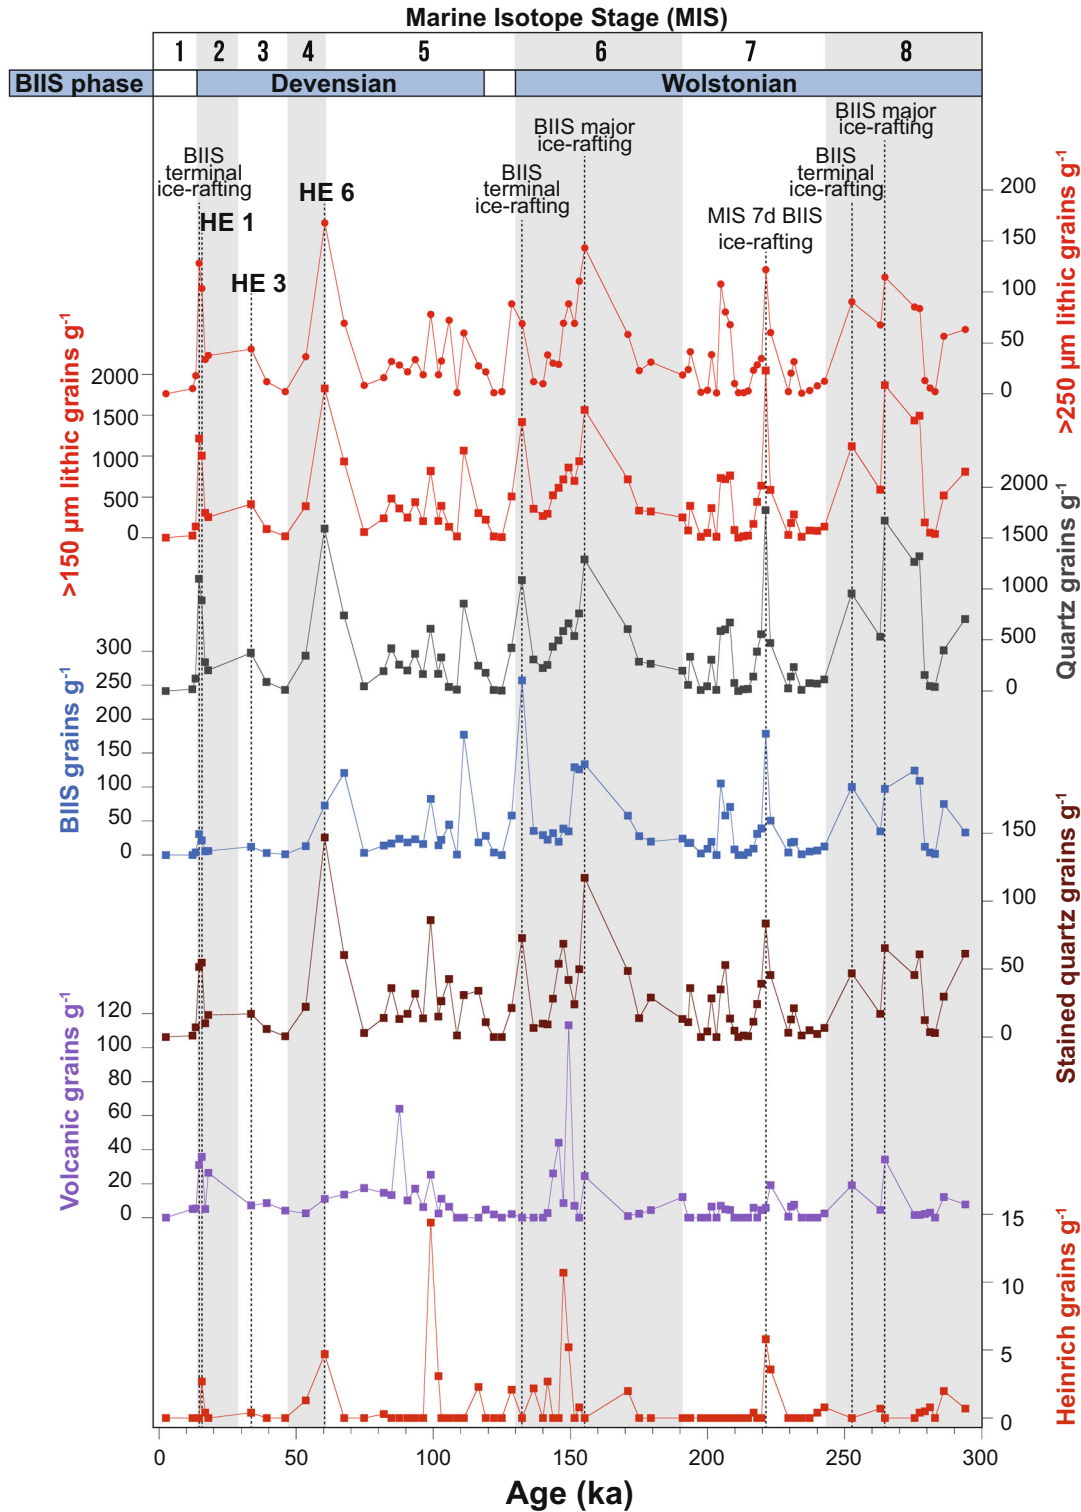 Marine Isotope Stage (MIS)
1 2 3 4 5 6 7 8
BIIS phase Devensian Wolstonian
BIIS major
ice-rafting
BIIS major
ice-rafting
BIIS
terminal
ice-rafting
BIIS
terminal
ice-rafting
BIIS
terminal
ice-rafting
HE 6
HE 1
MIS 7d BIIS
ice-rafting
HE 3
200
150
100
50
0
>250 µm lithic grains g-1
2000
1500
1000
500
0
>150 µm lithic grains g-1
2000
1500
1000
500
0
Quartz grains g-1
300
250
200
150
100
50
0
BIIS grains g-1
150
100
50
0
Stained quartz grains g-1
120
100
80
60
40
20
0
Volcanic grains g-1
15
10
5
0
Heinrich grains g-1
0 50 100 150 200 250 300
Age (ka)